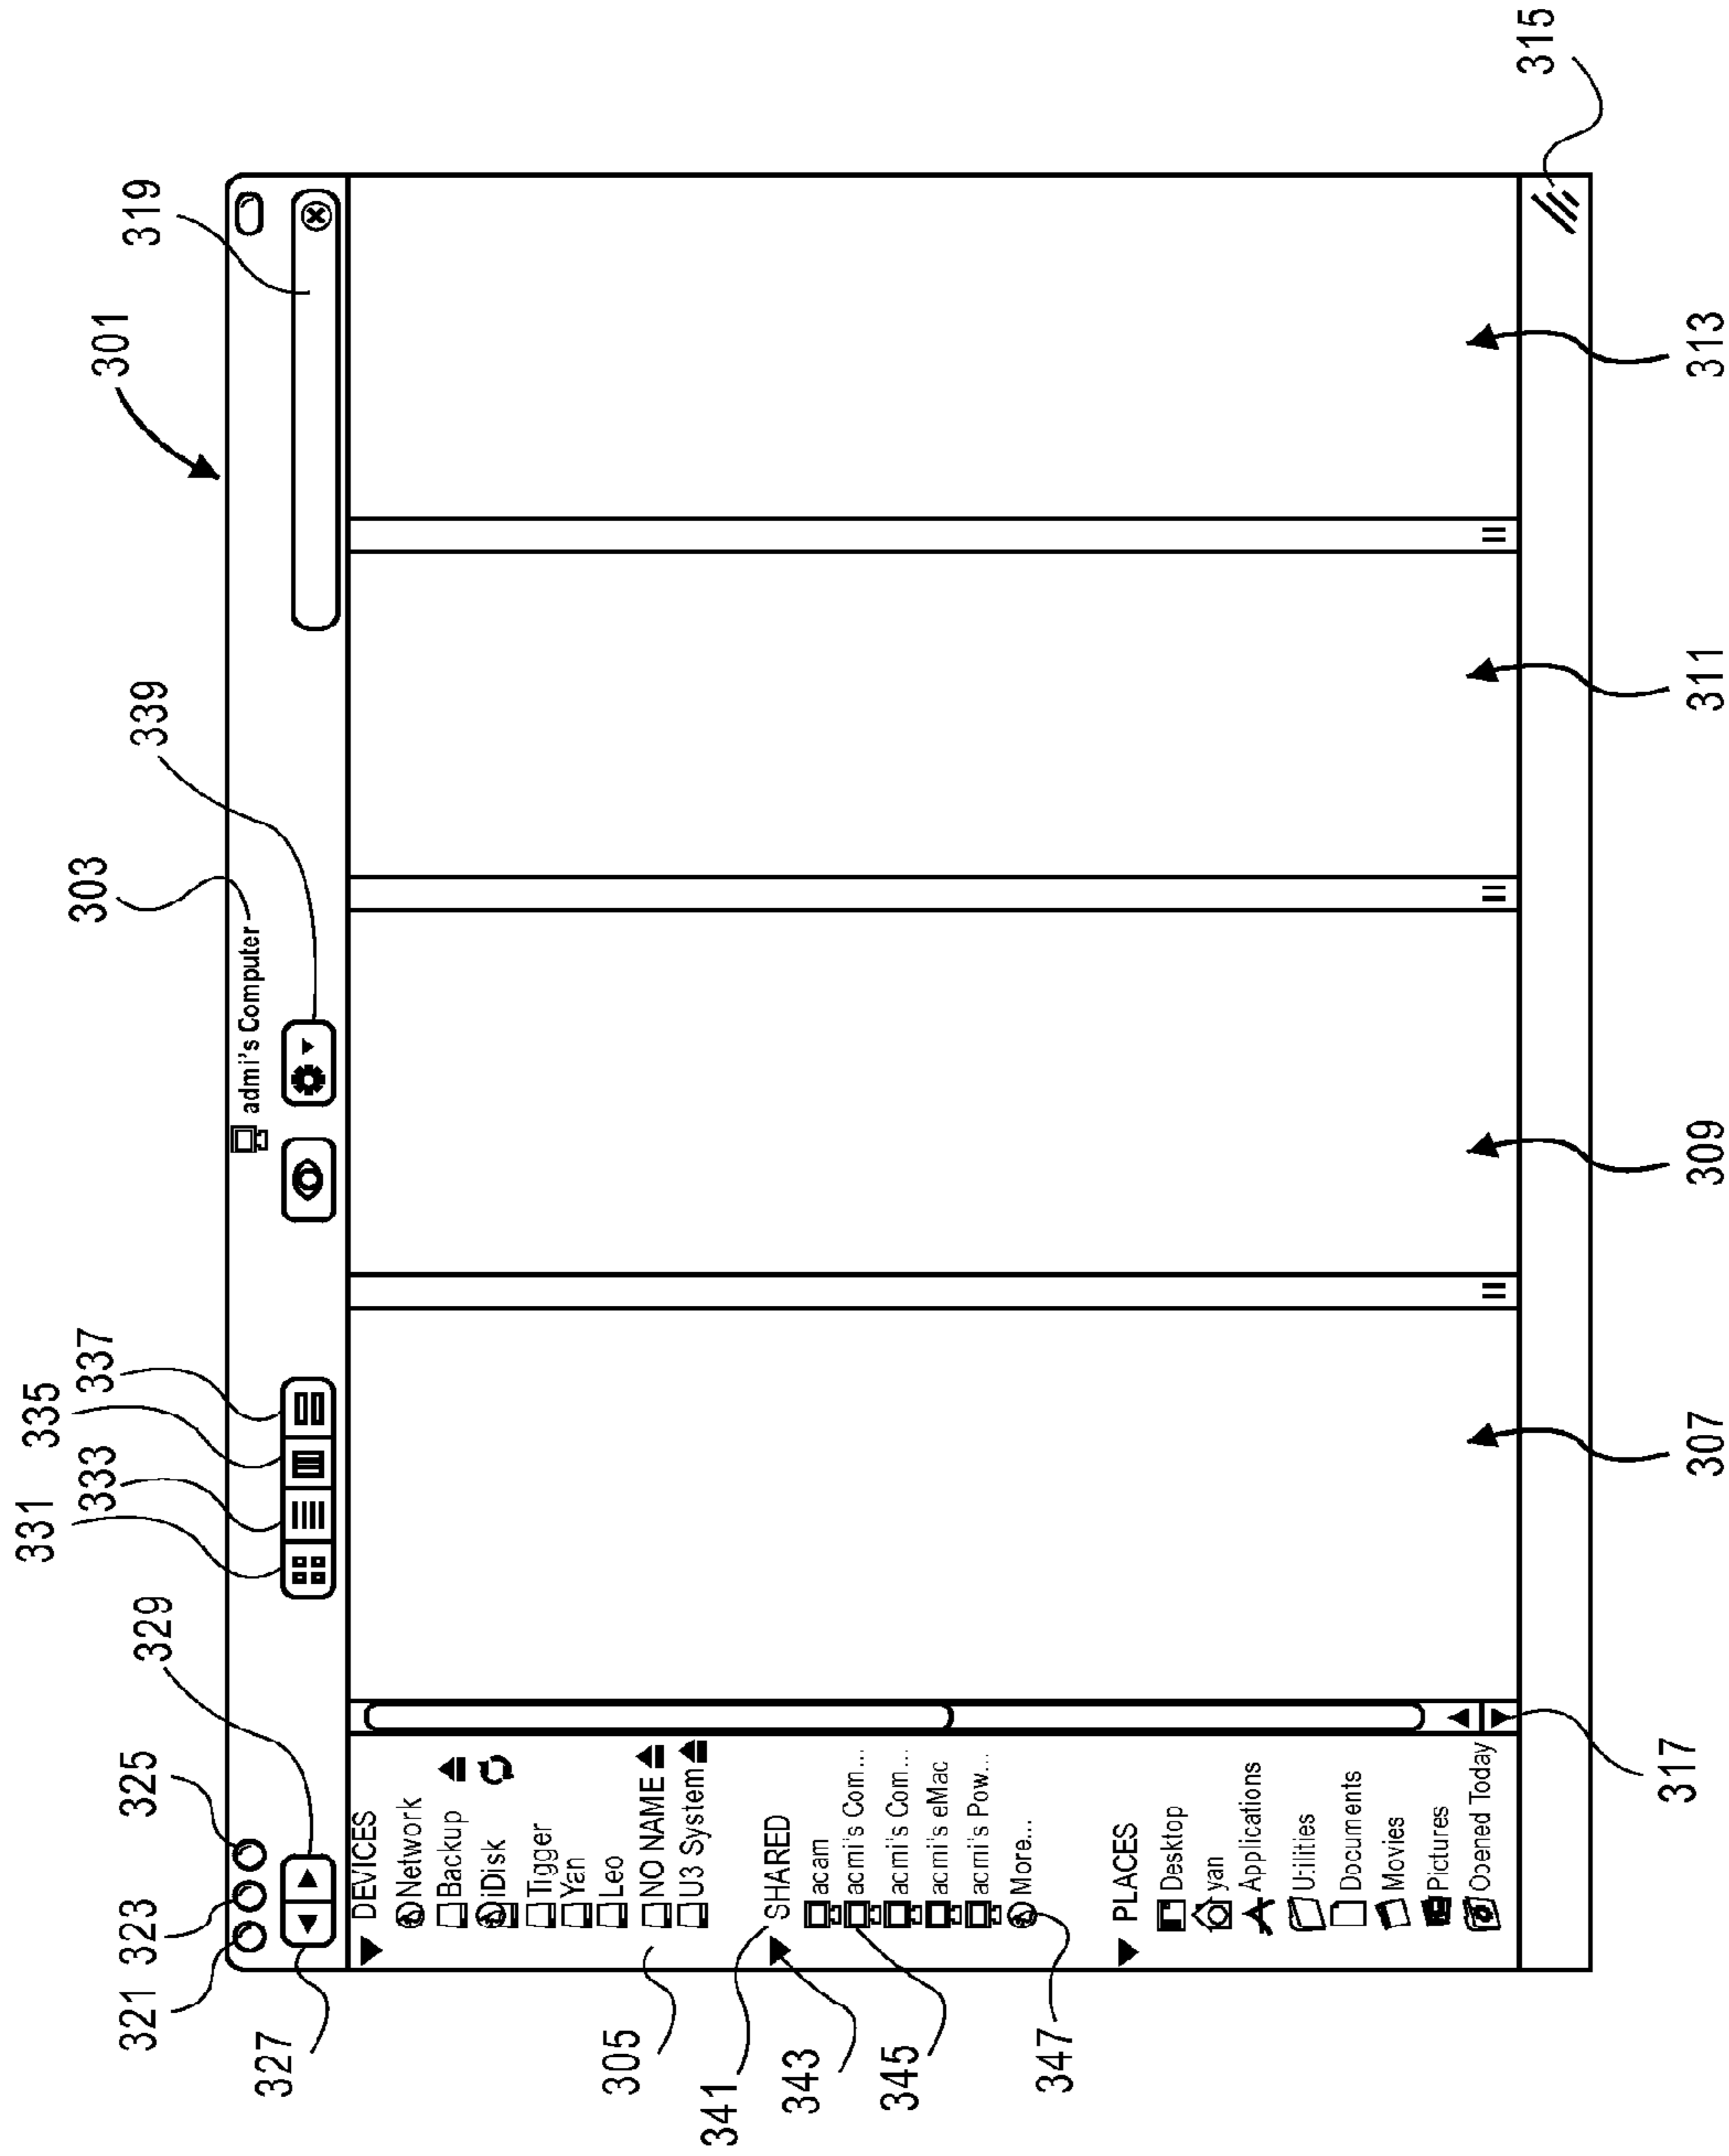 301
303
319
339
331
333
335
337
329
325
323
321
327
admi's Computer
DEVICES
Network
Backup
iDisk
Tigger
Yan
Leo
NO NAME
U3 System
305
341
SHARED
343
acam
345
acmi's Com...
acmi's Com...
acmi's eMac
acmi's Pow...
More...
347
PLACES
Desktop
yan
Applications
Utilities
Documents
Movies
Pictures
Opened Today
317
307
309
311
313
315